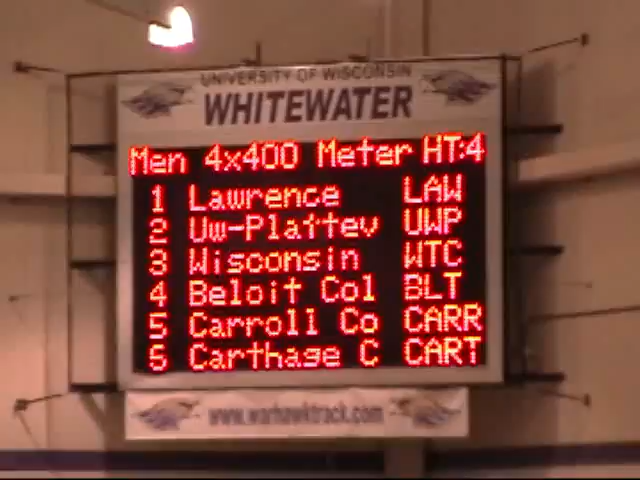 UNIVERSITY OF WISCONSIN
WHITEWATER
Men 4x400 Meter HT:4
1 Lawrence LAW
2 Uw-Plattev UWP
3 Wisconsin WTC
4 Beloit Col BLT
5 Carroll Co CARR
5 Carthage C CART
www.warhawktrack.com